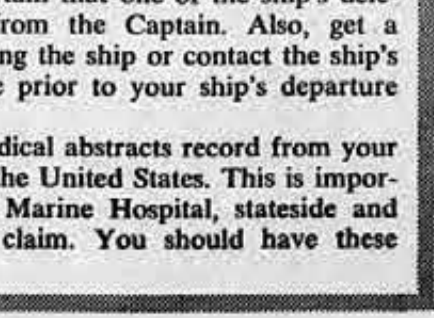 that one of the ship's
rom the Captain. Also, get a
ng the ship or contact the ship's
prior to your ship's departure
dical abstracts record from your
he United States. This is impor-
Marine Hospital, stateside and
claim. You should have these